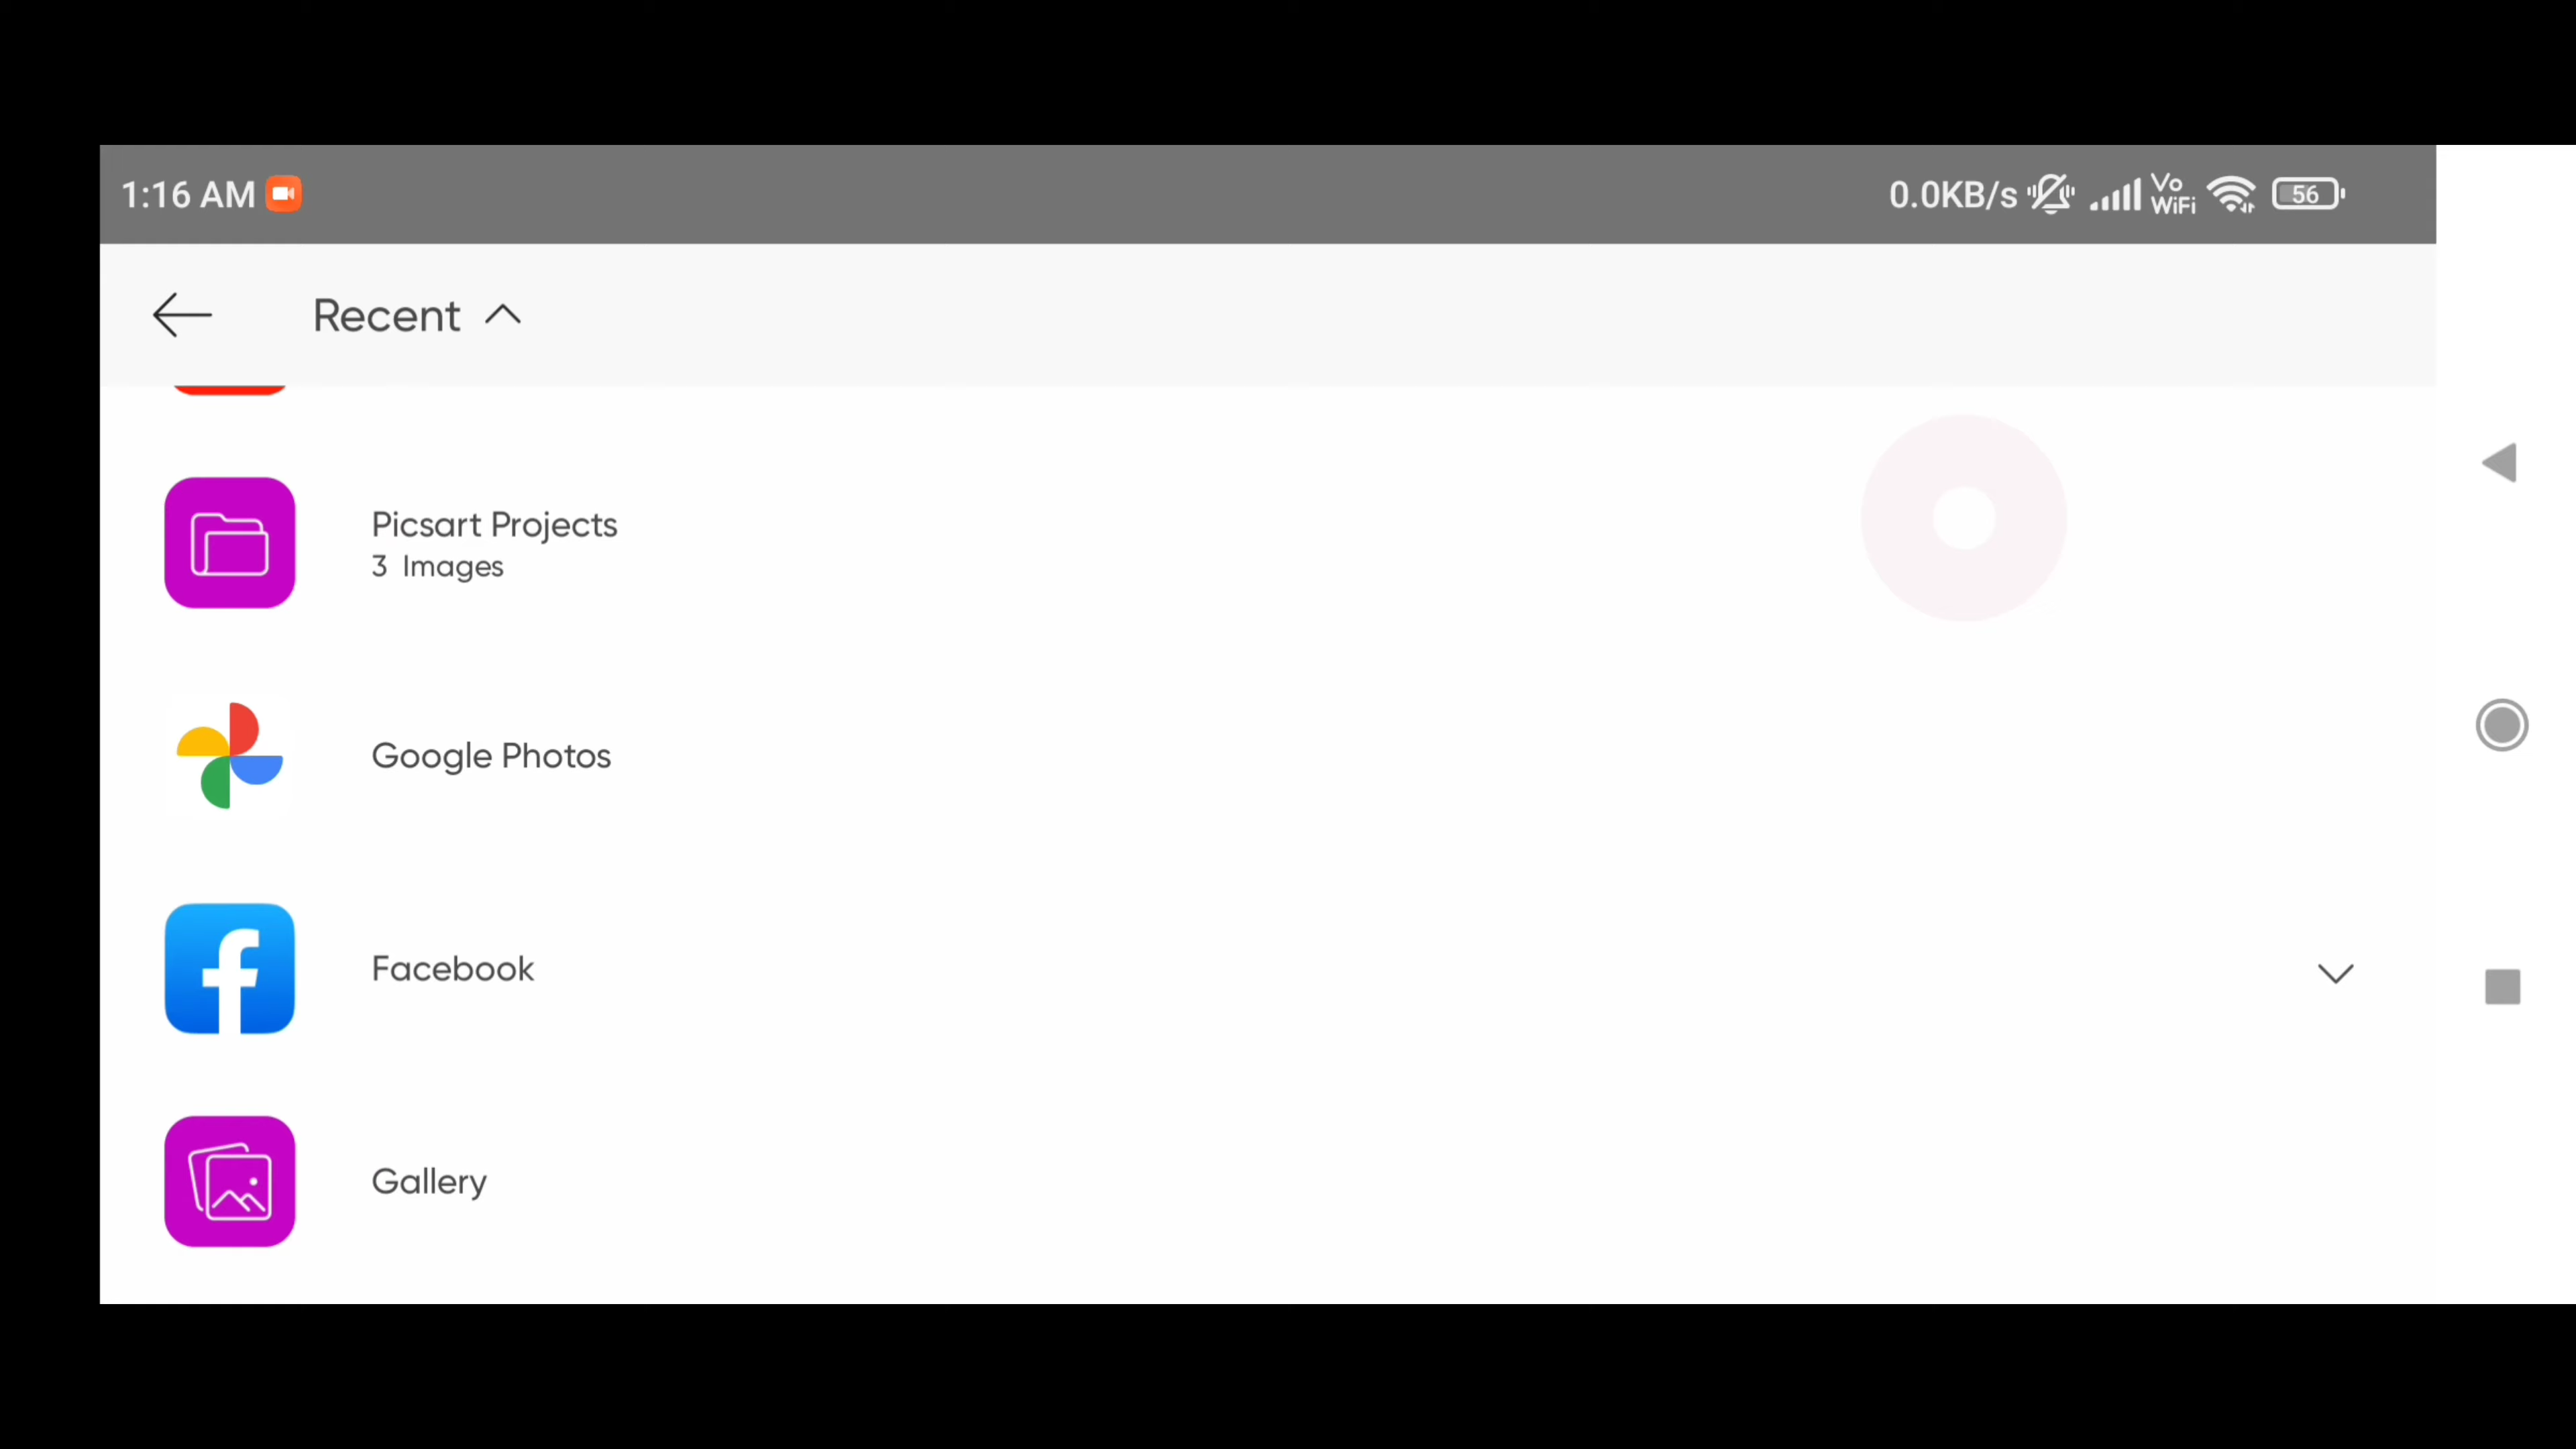 1:16 AM
0.0KB/s Vo WiFi 56
Recent
Picsart Projects
3 Images
Google Photos
Facebook
Gallery